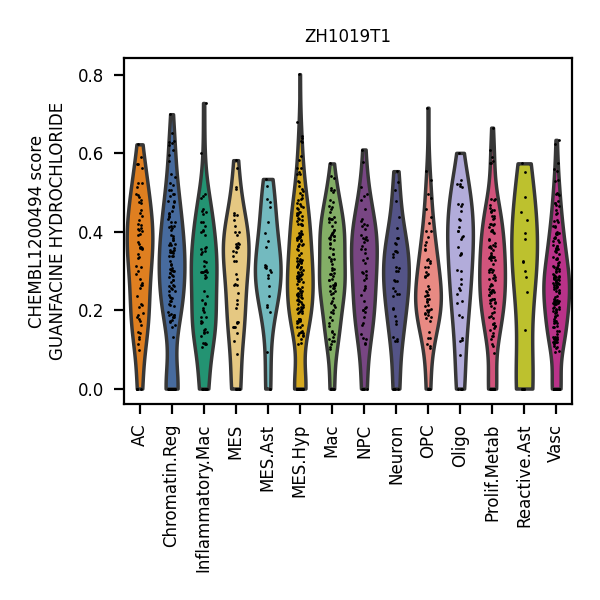 ZH1019T1
CHEMBL1200494 score
GUANFACINE HYDROCHLORIDE
0.8
0.6
0.4
0.2
0.0
AC
Chromatin.Reg
Inflammatory.Mac
MES
MES.Ast
MES.Hyp
Mac
NPC
Neuron
OPC
Oligo
Prolif.Metab
Reactive.Ast
Vasc